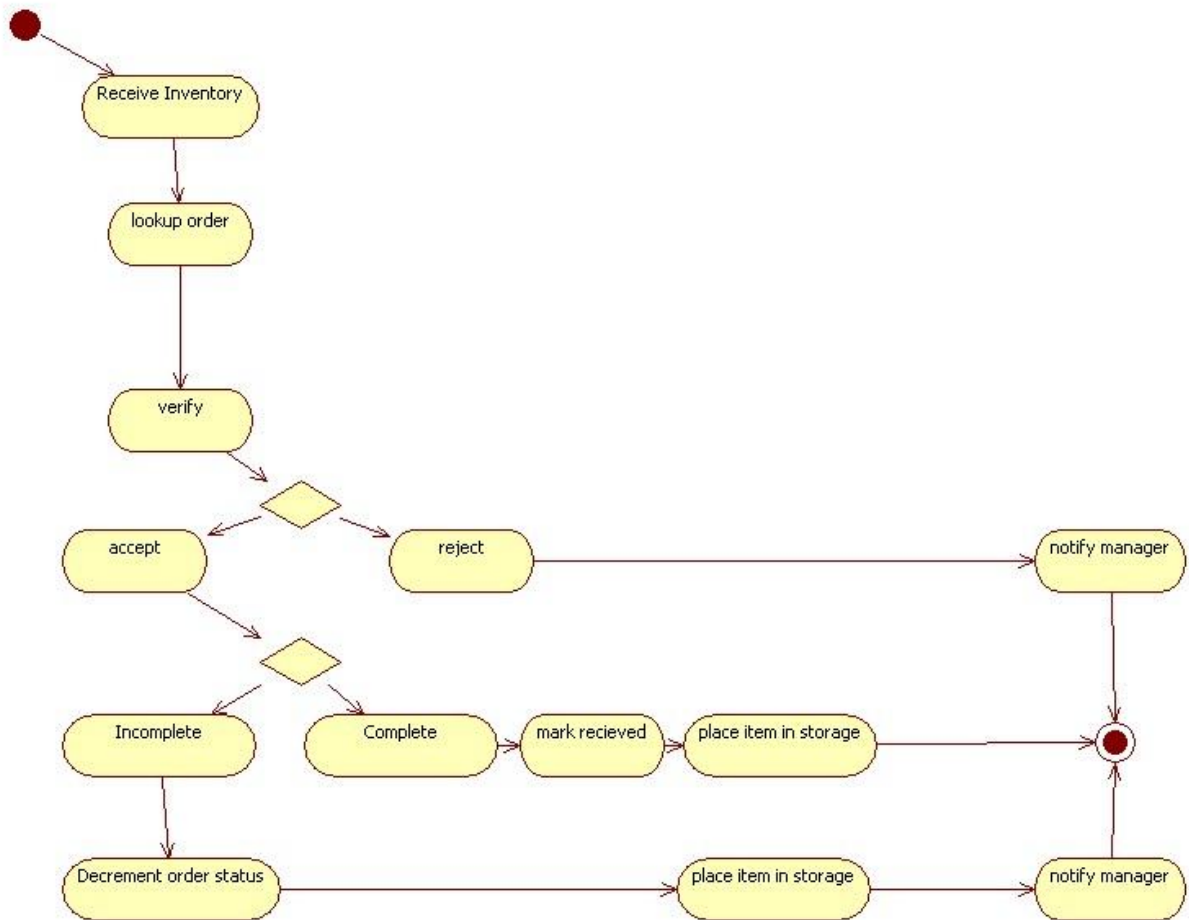 Receive Inventory
lookup order
verify
accept
reject
notify manager
Incomplete
Complete
mark recieved
place item in storage
Decrement order status
place item in storage
notify manager